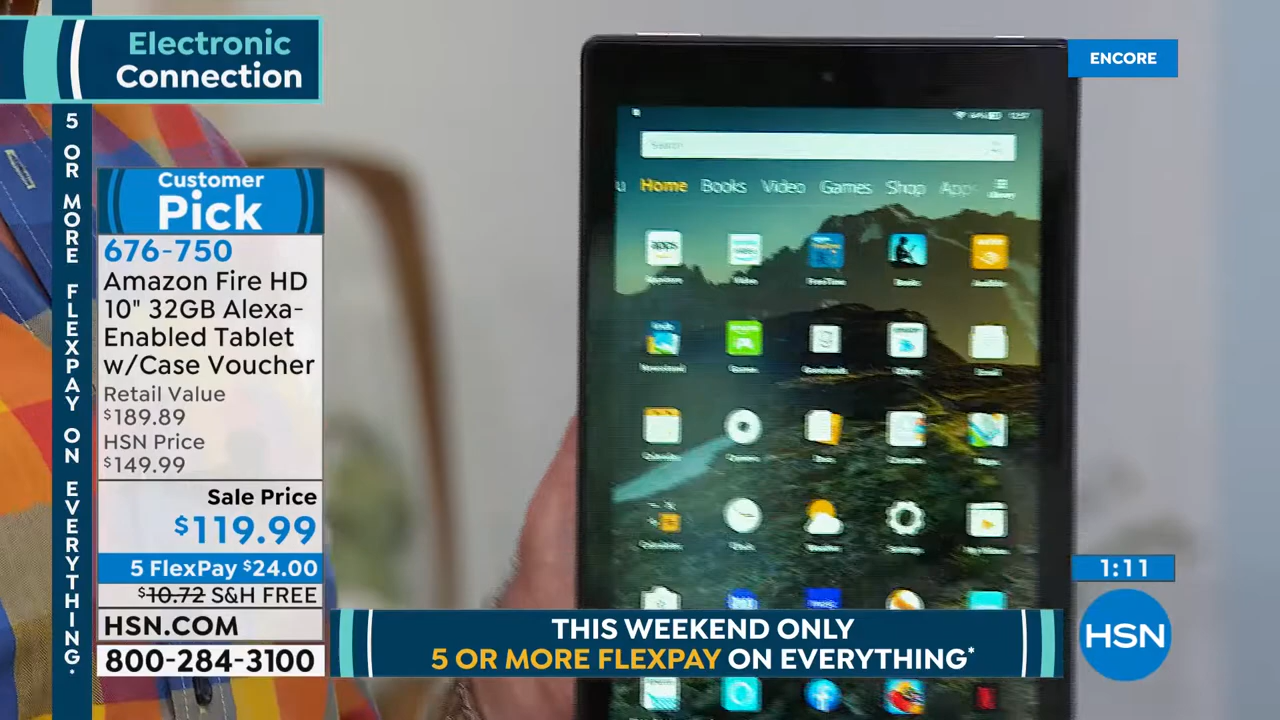 Electronic
Connection
ENCORE
5 OR MORE FLEXPAY ON EVERYTHING.
Customer
Pick
676-750
Amazon Fire HD
10" 32GB Alexa-
Enabled Tablet
w/Case Voucher
Retail Value
$189.89
HSN Price
$149.99
Sale Price
$119.99
5 FlexPay $24.00
$10.72 S&H FREE
HSN.COM
800-284-3100
Search
Home Books Video Games Shop
apps
1:11
HSN
THIS WEEKEND ONLY
5 OR MORE FLEXPAY ON EVERYTHING*